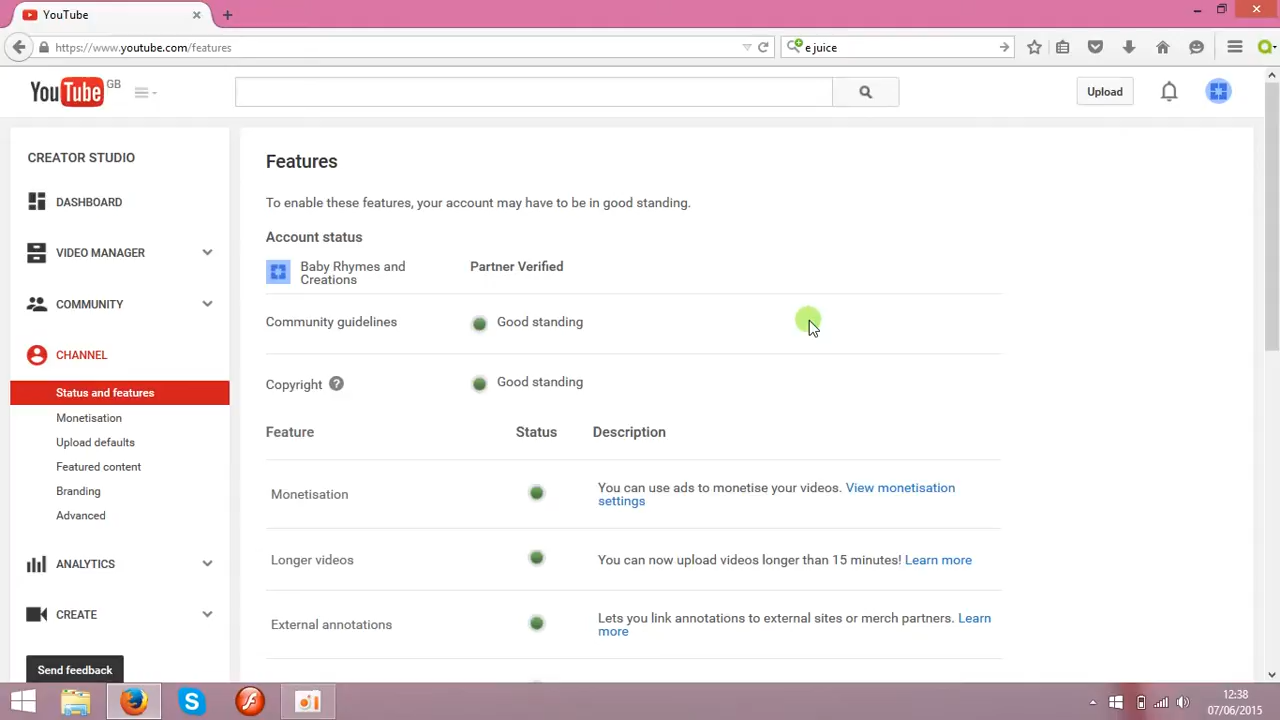 YouTube
https://www.youtube.com/features
e juice
YouTube GB
Upload
CREATOR STUDIO
DASHBOARD
VIDEO MANAGER
COMMUNITY
CHANNEL
Status and features
Monetisation
Upload defaults
Featured content
Branding
Advanced
ANALYTICS
CREATE
Send feedback
Features
To enable these features, your account may have to be in good standing.
Account status
Baby Rhymes and
Creations
Partner Verified
Community guidelines
Good standing
Copyright ?
Good standing
Feature Status Description
Monetisation
You can use ads to monetise your videos. View monetisation
settings
Longer videos
You can now upload videos longer than 15 minutes! Learn more
External annotations
Lets you link annotations to external sites or merch partners. Learn
more
12:38
07/06/2015